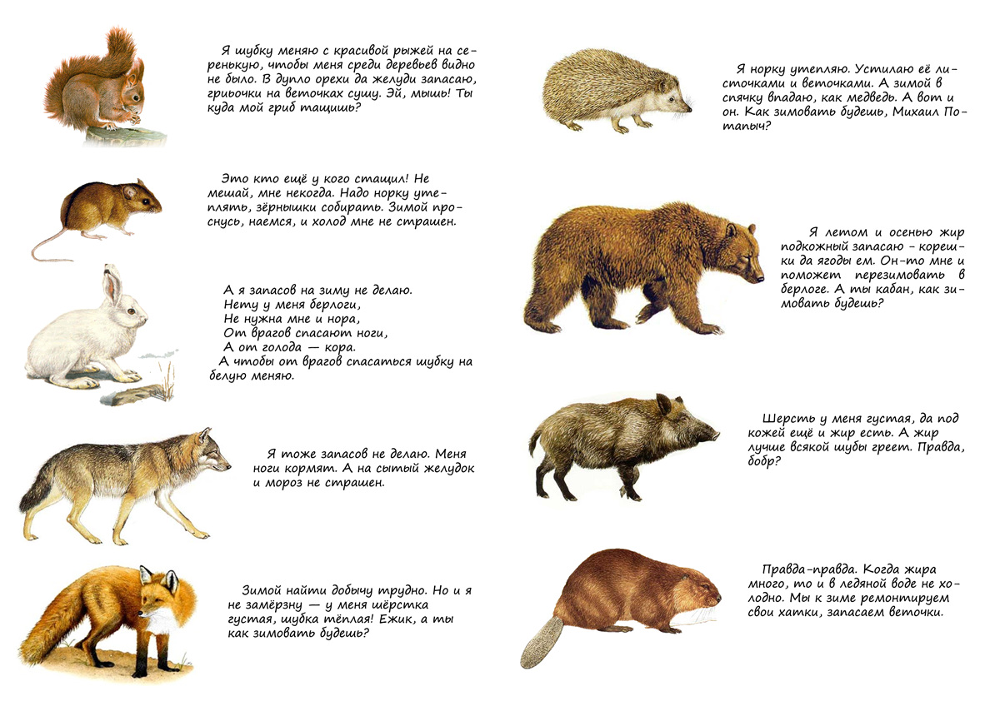 Я шубку меняю с красивой рыжей на се-
ренькую, чтобы меня среди деревьев видно
не было. В дупло орехи да желуди запасаю,
гриьочки на веточках сушу. Эй, мышь! Ты
куда мой гриб тащишь?
Это кто ещё у кого стащил! Не
мешай, мне некогда. Надо норку уте-
плять, зёрнышки собирать. Зимой про-
снусь, наемся, и холод мне не страшен.
А я запасов на зиму не делаю.
Нету у меня берлоги,
Не нужна мне и нора,
От врагов спасают ноги,
А от голода — кора.
А чтобы от врагов спасаться шубку на
белую меняю.
Я тоже запасов не делаю. Меня
ноги кормят. А на сытый желудок
и мороз не страшен.
Зимой найти добычу трудно. Но и я
не замёрзну — у меня шёрстка
густая, шубка тёплая! Ежик, а ты
как зимовать будешь?
Я норку утепляю. Устилаю её ли-
сточками и веточками. А зимой в
спячку впадаю, как медведь. А вот и
он. Как зимовать будешь, Михаил По-
тапыч?
Я летом и осенью жир
подкожный запасаю - кореш-
ки да ягоды ем. Он-то мне и
поможет перезимовать в
берлоге. А ты кабан, как зи-
мовать будешь?
Шерсть у меня густая, да под
кожей ещё и жир есть. А жир
лучше всякой шубы греет. Правда,
бобр?
Правда-правда. Когда жира
много, то и в ледяной воде не хо-
лодно. Мы к зиме ремонтируем
свои хатки, запасаем веточки.